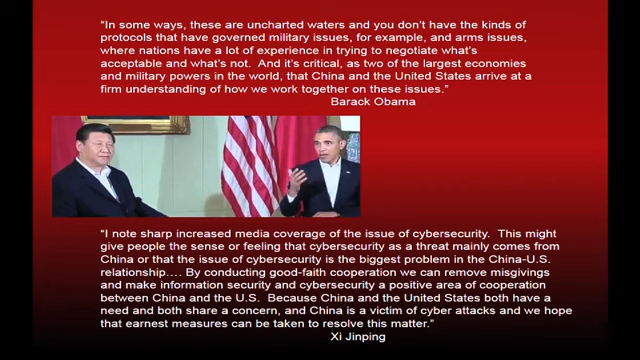 “In some ways, these are uncharted waters and you don’t have the kinds of
protocols that have governed military issues, for example, and arms issues,
where nations have a lot of experience in trying to negotiate what’s
acceptable and what’s not.  And it’s critical, as two of the largest economies
and military powers in the world, that China and the United States arrive at a
firm understanding of how we work together on these issues.”
Barack Obama
“I note sharp increased media coverage of the issue of cybersecurity.  This might
give people the sense or feeling that cybersecurity as a threat mainly comes from
China or that the issue of cybersecurity is the biggest problem in the China-U.S.
relationship…. By conducting good-faith cooperation we can remove misgivings
and make information security and cybersecurity a positive area of cooperation
between China and the U.S.  Because China and the United States both have a
need and both share a concern, and China is a victim of cyber attacks and we hope
that earnest measures can be taken to resolve this matter.”
Xi Jinping